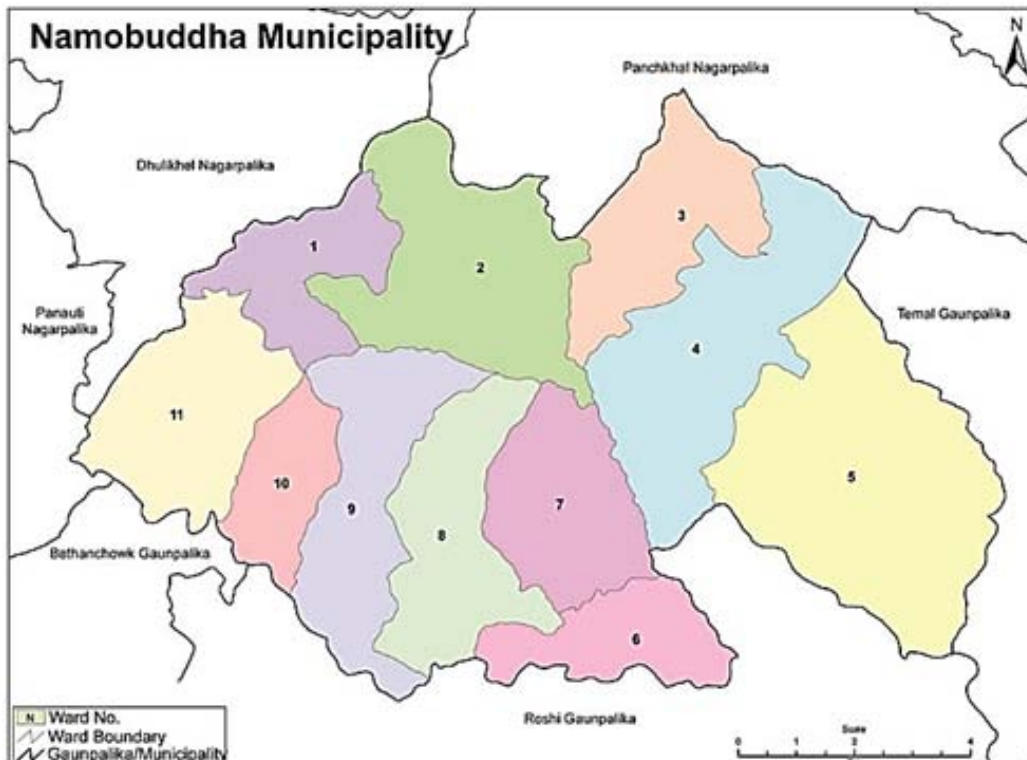 Namobuddha Municipality
N
Panchkhal Nagarpalika
Dhulikhel Nagarpalika
3
1
2
Panauti
Nagarpalika
Temal Gaunpalika
4
11
5
10
9
7
8
Bethanchowk Gaunpalika
6
Roshi Gaunpalika
N Ward No.
Ward Boundary
Gaunpalika/Municipality
Scale
0 1 2 4